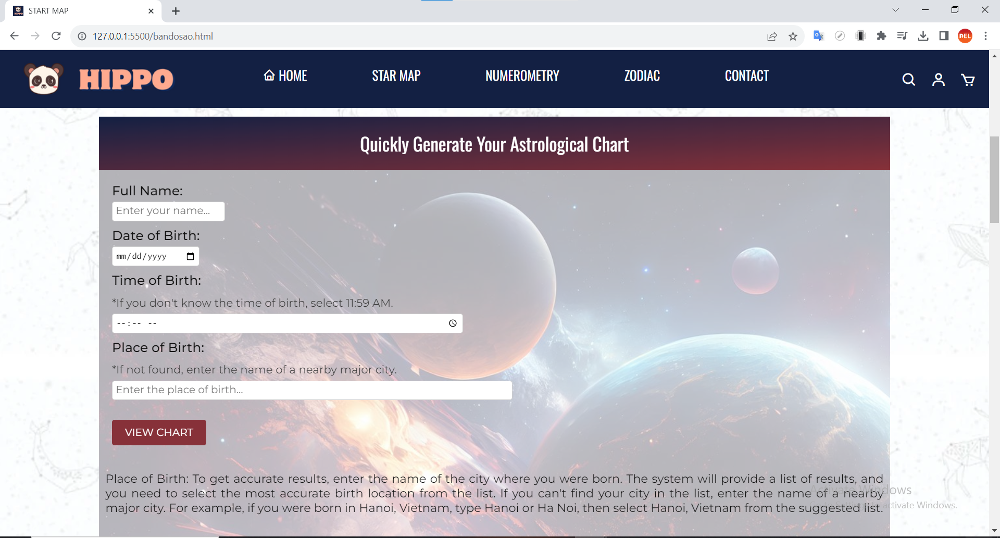 START MAP
127.0.0.1:5500/bandosao.html
DEL
HIPPO
HOME
STAR MAP
NUMEROMETRY
ZODIAC
CONTACT
Quickly Generate Your Astrological Chart
Full Name:
Enter your name...
Date of Birth:
mm/dd/yyyy
Time of Birth:
*If you don't know the time of birth, select 11:59 AM.
--:-- --
Place of Birth:
*If not found, enter the name of a nearby major city.
Enter the place of birth...
VIEW CHART
Place of Birth: To get accurate results, enter the name of the city where you were born. The system will provide a list of results, and
you need to select the most accurate birth location from the list. If you can't find your city in the list, enter the name of a nearby
major city. For example, if you were born in Hanoi, Vietnam, type Hanoi or Ha Noi, then select Hanoi, Vietnam from the suggested list.
Activate Windows
Go to Settings to activate Windows.